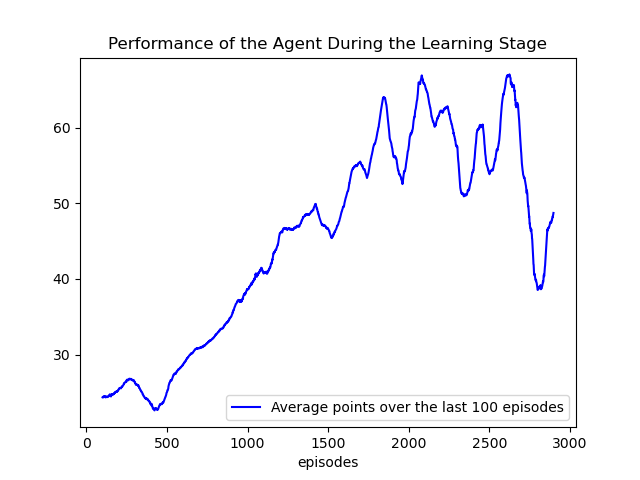 Performance of the Agent During the Learning Stage
60
50
40
30
Average points over the last 100 episodes
0 500 1000 1500 2000 2500 3000
episodes